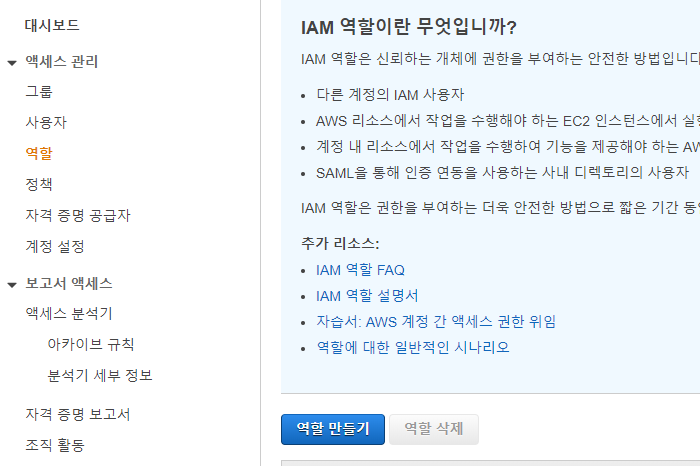 대시보드
액세스 관리
그룹
사용자
역할
정책
자격 증명 공급자
계정 설정
보고서 액세스
액세스 분석기
아카이브 규칙
분석기 세부 정보
자격 증명 보고서
조직 활동
IAM 역할이란 무엇입니까?
IAM 역할은 신뢰하는 개체에 권한을 부여하는 안전한 방법입니다
다른 계정의 IAM 사용자
AWS 리소스에서 작업을 수행해야 하는 EC2 인스턴스에서 실행
계정 내 리소스에서 작업을 수행하여 기능을 제공해야 하는 AW
SAML을 통해 인증 연동을 사용하는 사내 디렉토리의 사용자
IAM 역할은 권한을 부여하는 더욱 안전한 방법으로 짧은 기간 동안
추가 리소스:
IAM 역할 FAQ
IAM 역할 설명서
자습서: AWS 계정 간 액세스 권한 위임
역할에 대한 일반적인 시나리오
역할 만들기
역할 삭제